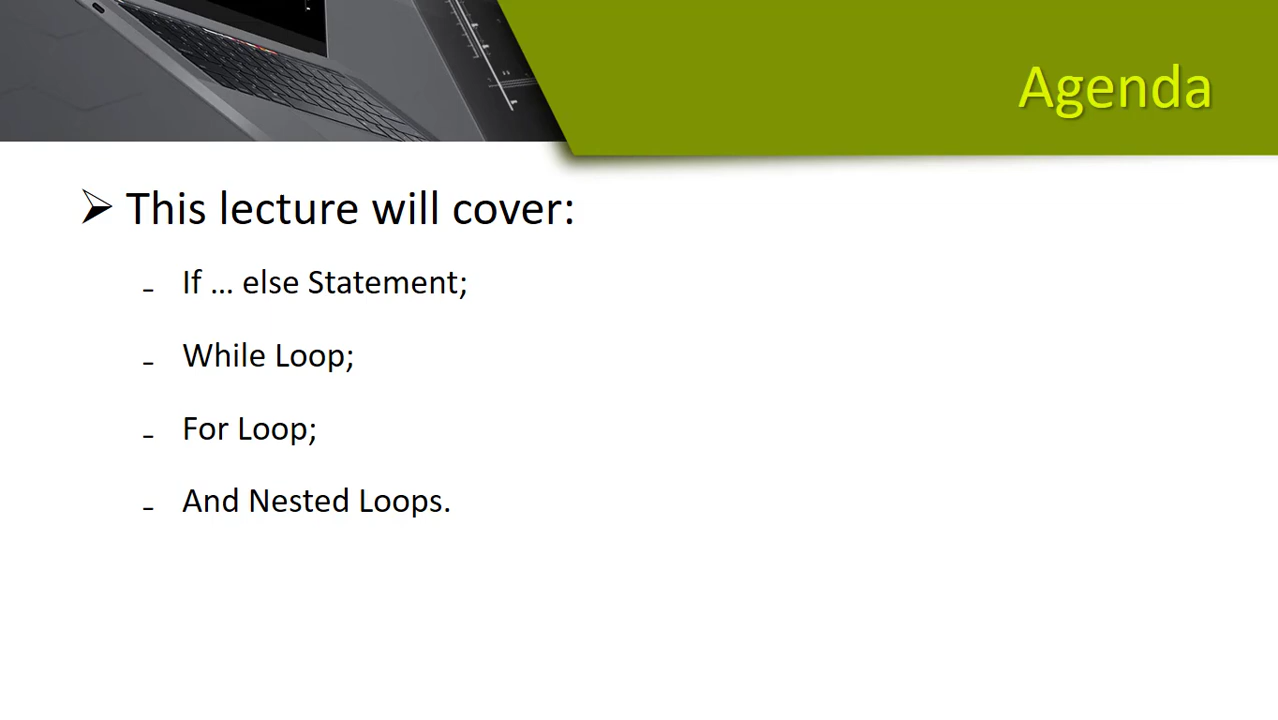 Agenda
This lecture will cover:
If … else Statement;
While Loop;
For Loop;
And Nested Loops.